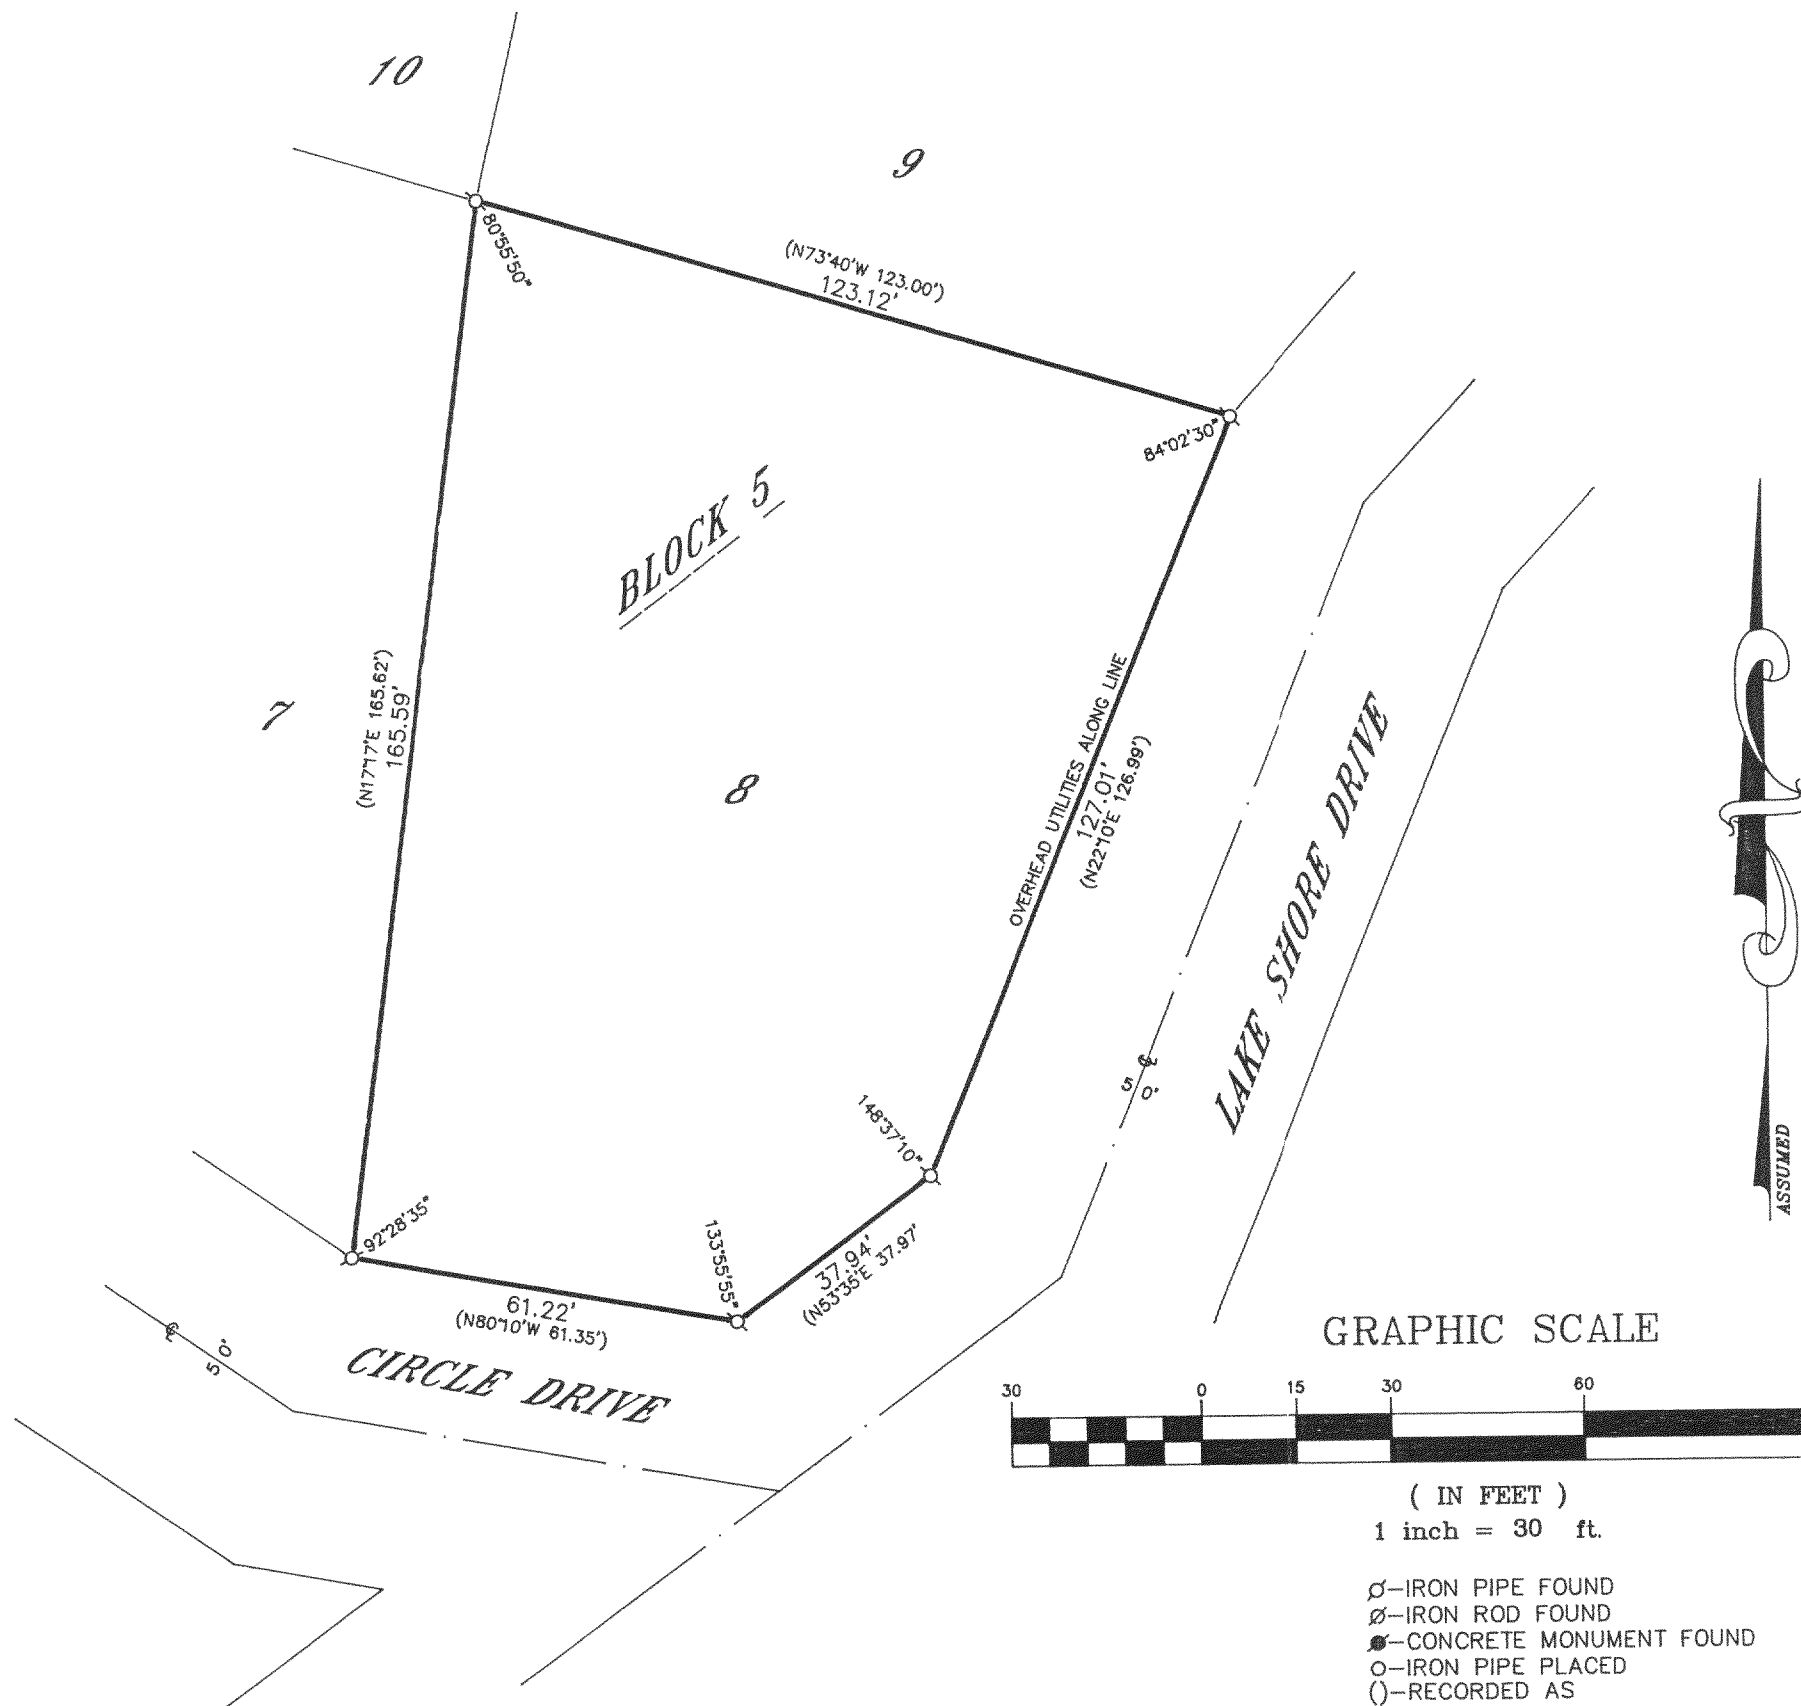 10
9
80°55'50"
(N73°40'W 123.00')
123.12'
84°02'30"
BLOCK 5
(N17°17'E 165.62')
165.59'
7
8
OVERHEAD UTILITIES ALONG LINE
127.01'
(N22°10'E 126.99')
LAKE SHORE DRIVE
℄
50'
148°37'10"
ASSUMED
92°28'35"
133°55'55"
37.94'
(N53°35'E 37.97'
61.22'
(N80°10'W 61.35')
℄
50'
CIRCLE DRIVE
GRAPHIC SCALE
30 0 15 30 60
( IN FEET )
1 inch = 30 ft.
-IRON PIPE FOUND
-IRON ROD FOUND
-CONCRETE MONUMENT FOUND
-IRON PIPE PLACED
()-RECORDED AS